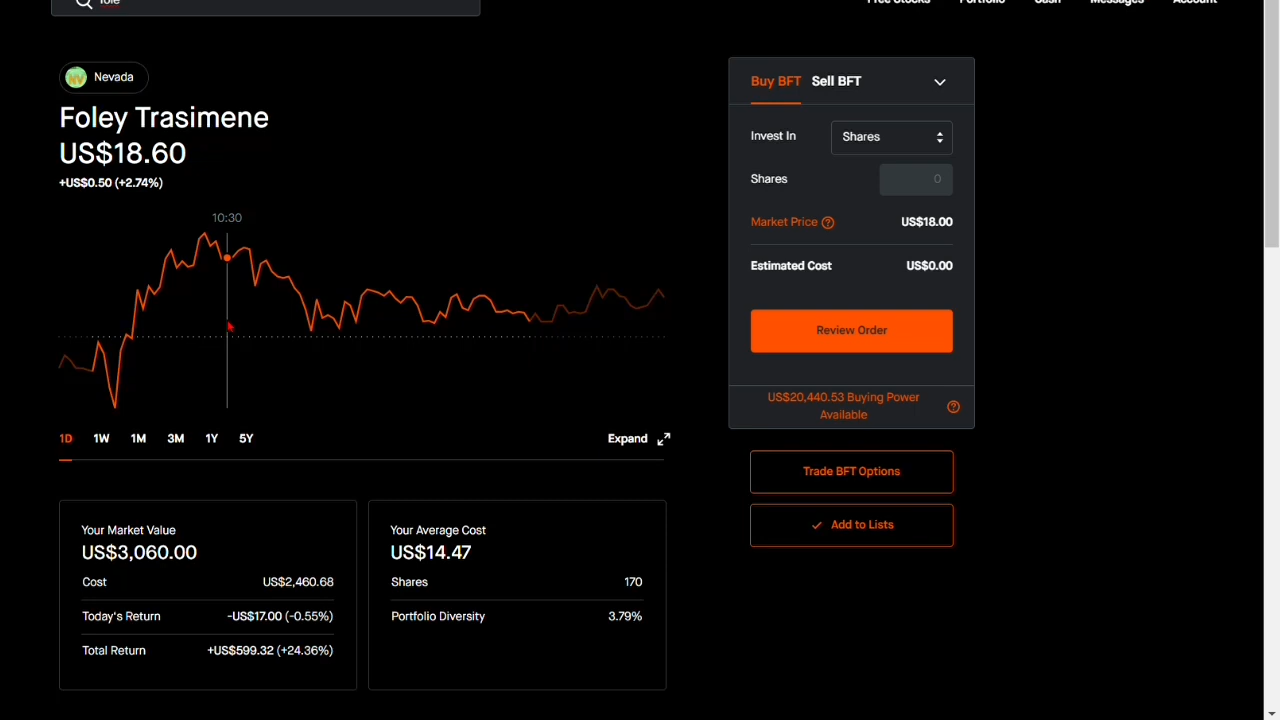 Nevada
Foley Trasimene
US$18.60
+US$0.50 (+2.74%)
10:30
1D 1W 1M 3M 1Y 5Y Expand
Your Market Value
US$3,060.00
Cost US$2,460.68
Today's Return -US$17.00 (-0.55%)
Total Return +US$599.32 (+24.36%)
Your Average Cost
US$14.47
Shares 170
Portfolio Diversity 3.79%
Buy BFT Sell BFT
Invest In Shares
Shares 0
Market Price US$18.00
Estimated Cost US$0.00
Review Order
US$20,440.53 Buying Power
Available
Trade BFT Options
Add to Lists